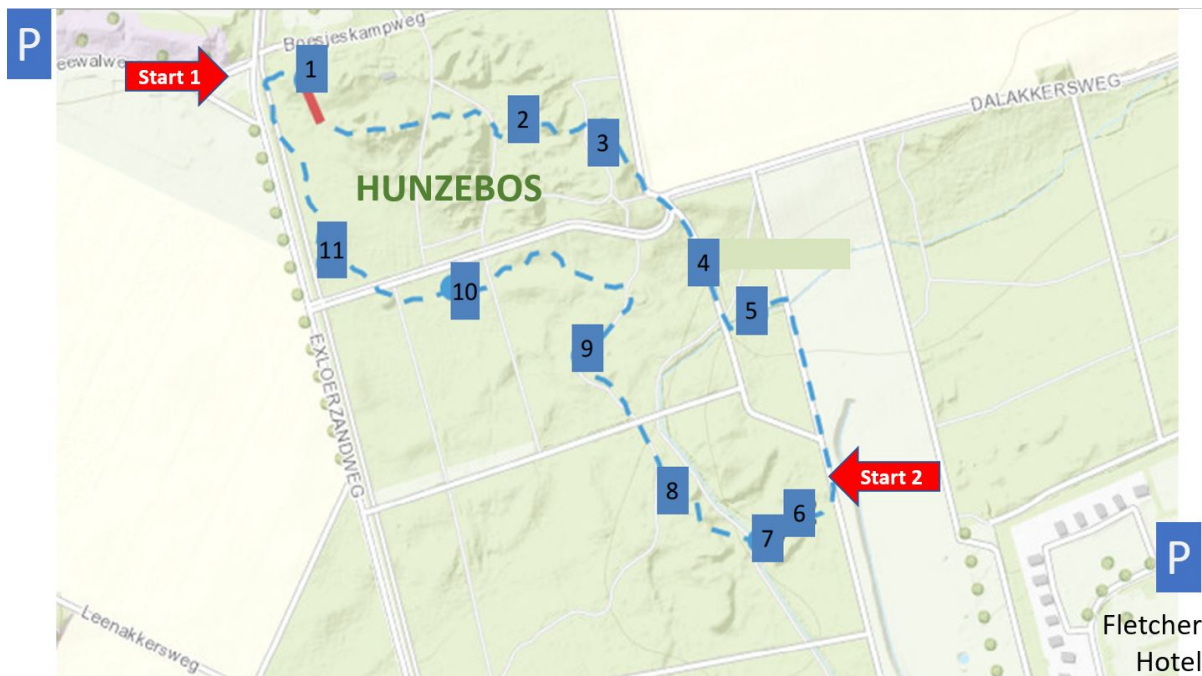 P
Boesjeskampweg
eewalwe
Start 1
1
2
3
DALAKKERSWEG
HUNZEBOS
11
4
10
5
9
EXLOERZANDWEG
8
Start 2
6
7
P
Leenakkersweg
Fletcher
Hotel